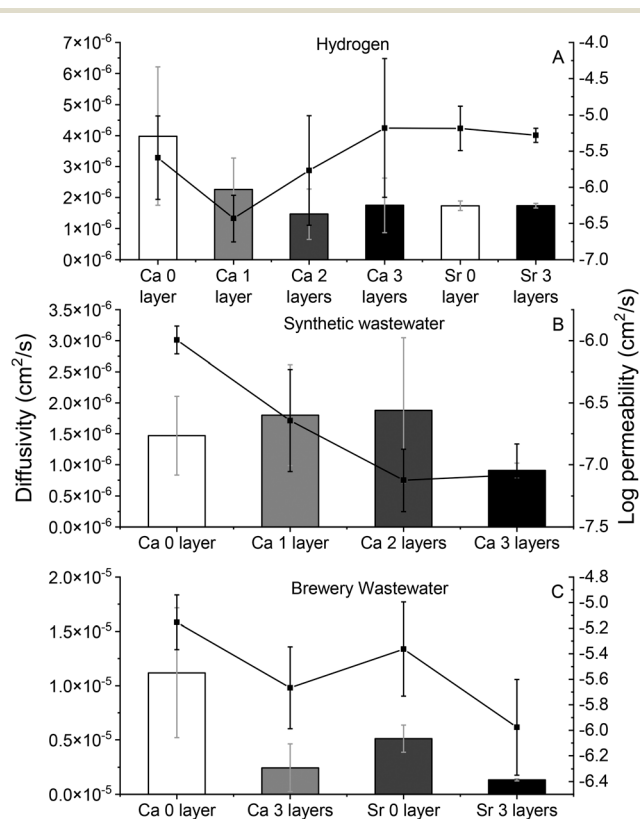 Hydrogen
A
7×10-6
6×10-6
5×10-6
4×10-6
3×10-6
2×10-6
1×10-6
0×10-6
-4.0
-4.5
-5.0
-5.5
-6.0
-6.5
-7.0
Ca 0 layer
Ca 1 layer
Ca 2 layers
Ca 3 layers
Sr 0 layer
Sr 3 layers
Diffusivity (cm2/s)
Log permeability (cm2/s)
Synthetic wastewater
B
3.5×10-6
3.0×10-6
2.5×10-6
2.0×10-6
1.5×10-6
1.0×10-6
0.5×10-6
0.0×10-6
-6.0
-6.5
-7.0
-7.5
Ca 0 layer
Ca 1 layer
Ca 2 layers
Ca 3 layers
Brewery Wastewater
C
2.0×10-5
1.5×10-5
1.0×10-5
0.5×10-5
0.0×10-5
-4.8
-5.0
-5.2
-5.4
-5.6
-5.8
-6.0
-6.2
-6.4
Ca 0 layer
Ca 3 layers
Sr 0 layer
Sr 3 layers